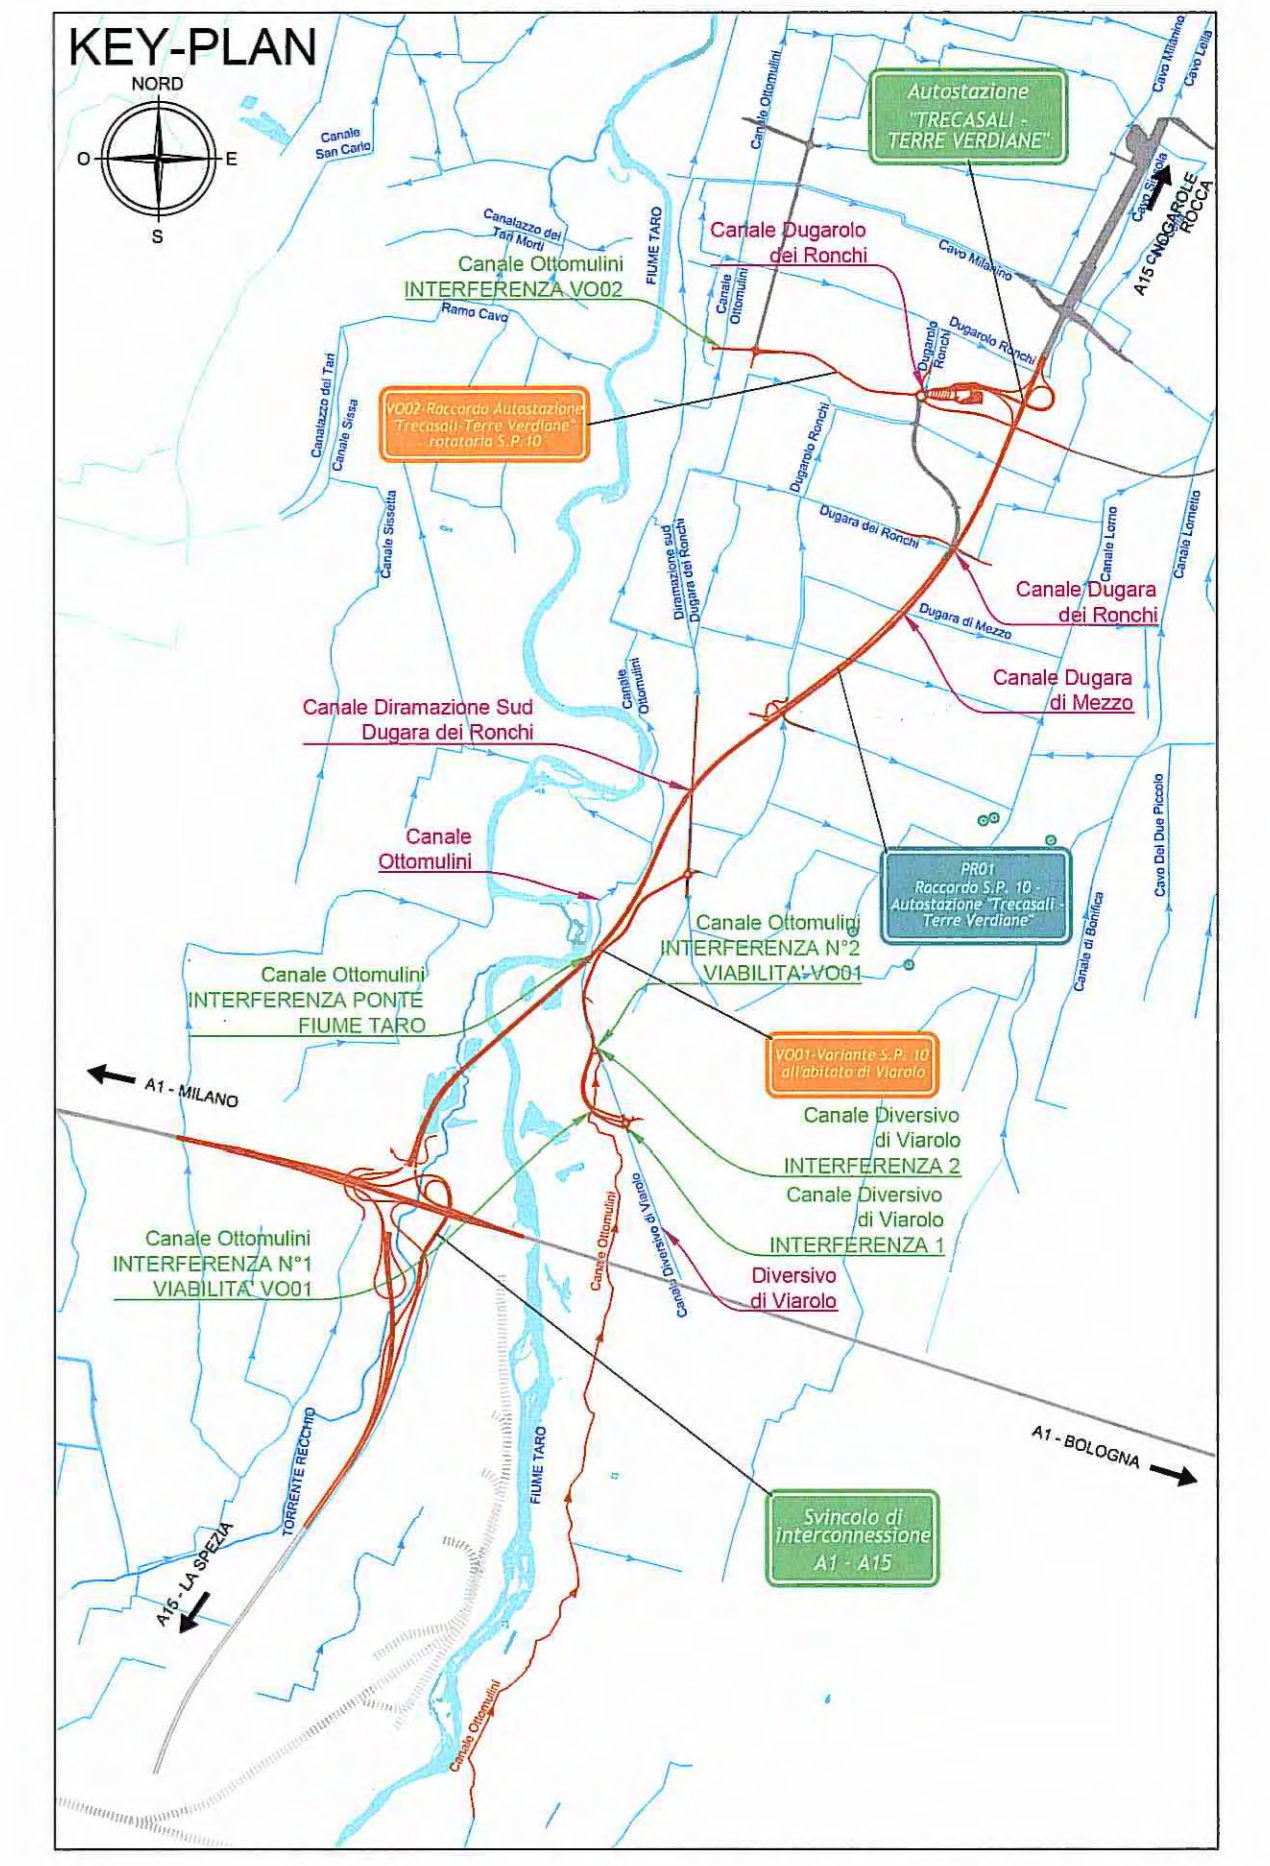 KEY-PLAN
NORD
O
E
S
Canale
San Carlo
Canale Ottomulini
Cavo Milanino
Cavo Lella
Autostazione
"TRECASALI -
TERRE VERDIANE"
A15 - NOGAROLE
ROCCA
Canalazzo dei
Tari Morti
FIUME TARO
Canale Dugarolo
dei Ronchi
Cavo Milanino
Canale Ottomulini
INTERFERENZA VO02
Canale
Ottomulini
Ramo Cavo
Dugarolo
Ronchi
Dugarolo Ronchi
Canalazzo dei Tari
Canale Sissa
VO02-Raccordo Autostazione
"Trecasali-Terre Verdiane"
rotatoria S.P.10
Dugarolo Ronchi
Canale Sissetta
Diramazione sud
Dugara dei Ronchi
Dugara dei Ronchi
Canale Lorno
Canale Lornetto
Canale Dugara
dei Ronchi
Dugara di Mezzo
Canale
Ottomulini
Canale Dugara
di Mezzo
Canale Diramazione Sud
Dugara dei Ronchi
Cavo Dei Due Piccolo
Canale
Ottomulini
PR01
Raccordo S.P. 10 -
Autostazione "Trecasali -
Terre Verdiane"
Canale di Bonifica
Canale Ottomulini
INTERFERENZA N°2
VIABILITA' VO01
Canale Ottomulini
INTERFERENZA PONTE
FIUME TARO
VO01-Variante S.P. 10
all'abitato di Viarolo
A1 - MILANO
Canale Diversivo
di Viarolo
INTERFERENZA 2
Canale Diversivo
di Viarolo
INTERFERENZA 1
Canale Ottomulini
Canale Diversivo di Viarolo
Canale Ottomulini
INTERFERENZA N°1
VIABILITA' VO01
Diversivo
di Viarolo
TORRENTE RECCHIO
FIUME TARO
A1 - BOLOGNA
Svincolo di
interconnessione
A1 - A15
A15 - LA SPEZIA
Canale Ottomulini